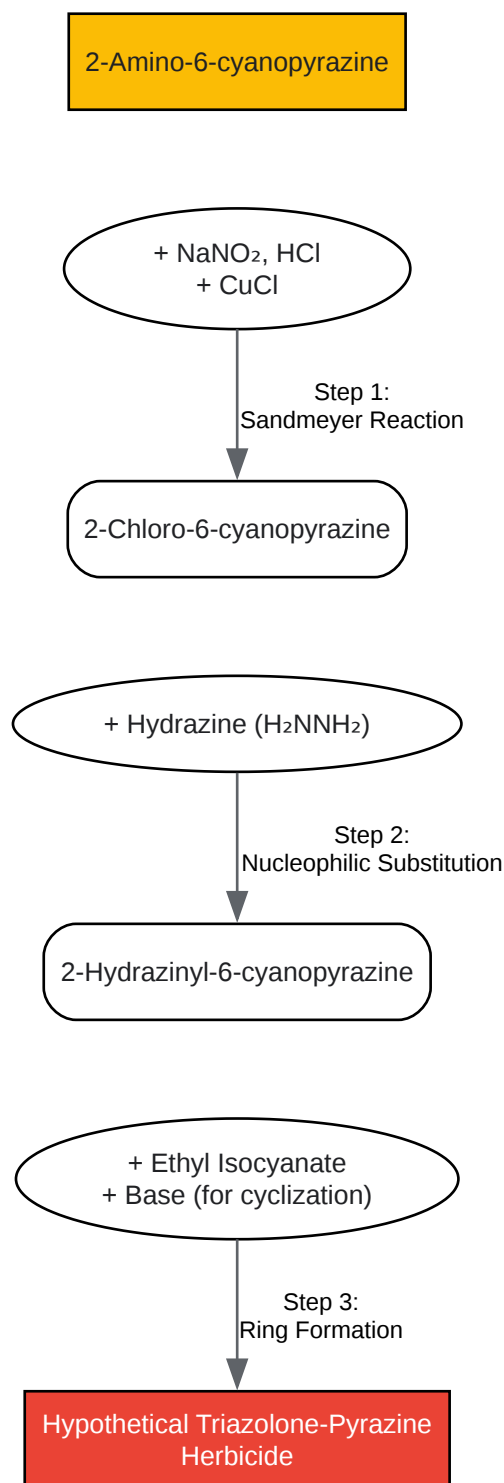 2-Amino-6-cyanopyrazine
+ NaNO₂, HCl
+ CuCl
Step 1:
Sandmeyer Reaction
2-Chloro-6-cyanopyrazine
+ Hydrazine (H₂NNH₂)
Step 2:
Nucleophilic Substitution
2-Hydrazinyl-6-cyanopyrazine
+ Ethyl Isocyanate
+ Base (for cyclization)
Step 3:
Ring Formation
Hypothetical Triazolone-Pyrazine
Herbicide